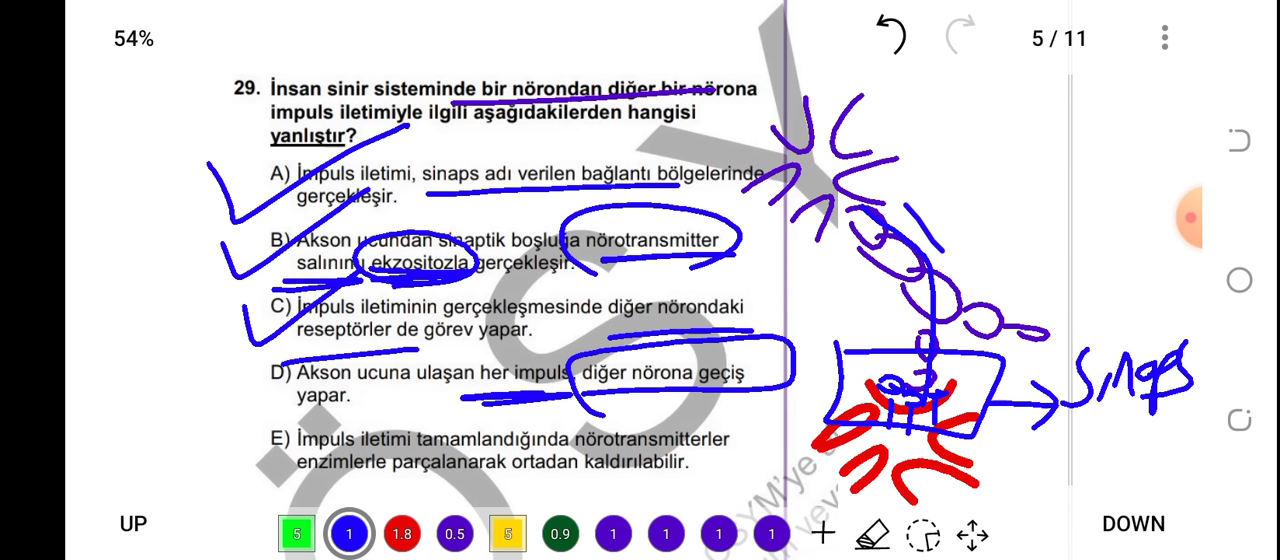 54%
5 / 11
29. İnsan sinir sisteminde bir nörondan diğer bir nörona
impuls iletimiyle ilgili aşağıdakilerden hangisi
yanlıştır?
A) İmpuls iletimi, sinaps adı verilen bağlantı bölgelerinde
gerçekleşir.
B) Akson ucundan sinaptik boşluğa nörotransmitter
salınımı ekzositozla gerçekleşir.
C) İmpuls iletiminin gerçekleşmesinde diğer nörondaki
reseptörler de görev yapar.
D) Akson ucuna ulaşan her impuls, diğer nörona geçiş
yapar.
E) İmpuls iletimi tamamlandığında nörotransmitterler
enzimlerle parçalanarak ortadan kaldırılabilir.
Sinaps
ÖSY
UP
5
1
1.8
0.5
5
0.9
1
1
1
1
DOWN